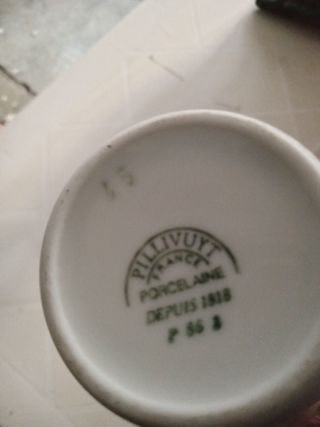 PILLIVUYT
FRANCE
PORCELAINE
DEPUIS 1818
P